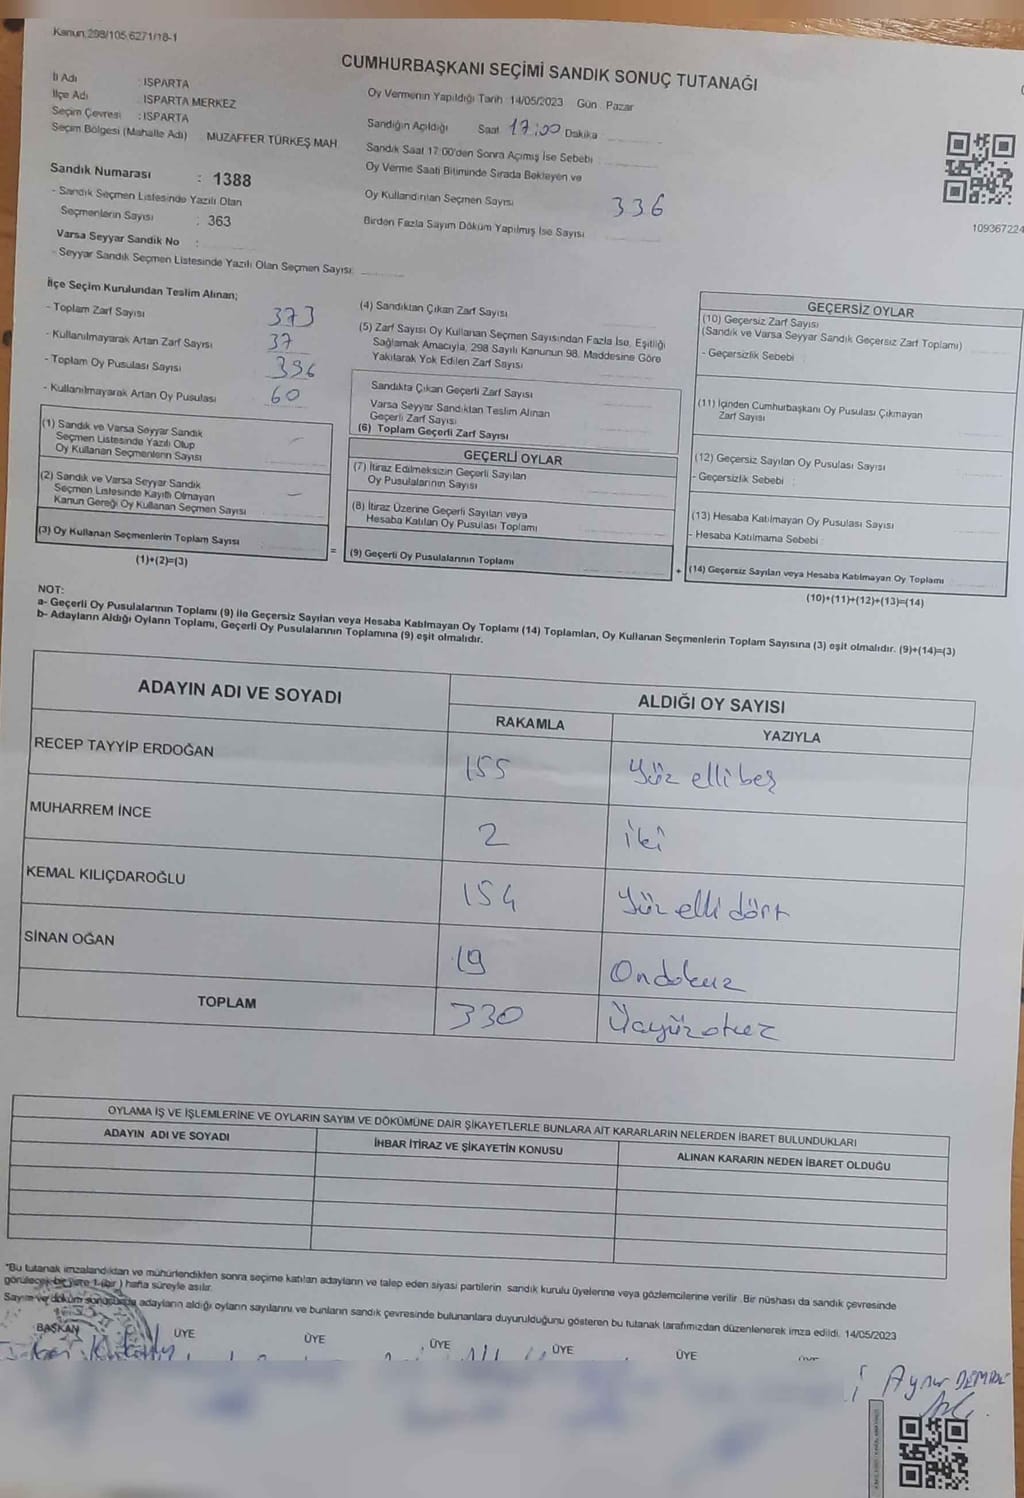 Kanun:298/105,6271/18-1
CUMHURBAŞKANI SEÇİMİ SANDIK SONUÇ TUTANAĞI
İl Adı : ISPARTA
İlçe Adı : ISPARTA MERKEZ
Seçim Çevresi : ISPARTA
Seçim Bölgesi (Mahalle Adı) : MUZAFFER TÜRKEŞ MAH
Oy Vermenin Yapıldığı Tarih : 14/05/2023 Gün : Pazar
Sandığın Açıldığı Saat 17:00 Dakika
Sandık Saat 17:00'den Sonra Açımış İse Sebebi :
Oy Verme Saati Bitiminde Sırada Bekleyen ve
Oy Kullandırılan Seçmen Sayısı 336
Birden Fazla Sayım Döküm Yapılmış İse Sayısı
109367224
Sandık Numarası : 1388
- Sandık Seçmen Listesinde Yazılı Olan
Seçmenlerin Sayısı : 363
Varsa Seyyar Sandık No :
- Seyyar Sandık Seçmen Listesinde Yazılı Olan Seçmen Sayısı:
İlçe Seçim Kurulundan Teslim Alınan;
- Toplam Zarf Sayısı 373
- Kullanılmayarak Artan Zarf Sayısı 37
- Toplam Oy Pusulası Sayısı 396
- Kullanılmayarak Artan Oy Pusulası 60
(1) Sandık ve Varsa Seyyar Sandık
Seçmen Listesinde Yazılı Olup
Oy Kullanan Seçmenlerin Sayısı
(2) Sandık ve Varsa Seyyar Sandık
Seçmen Listesinde Kayıtlı Olmayan
Kanun Gereği Oy Kullanan Seçmen Sayısı
(3) Oy Kullanan Seçmenlerin Toplam Sayısı
(1)+(2)=(3)
=
(4) Sandıktan Çıkan Zarf Sayısı
(5) Zarf Sayısı Oy Kullanan Seçmen Sayısından Fazla İse, Eşitliği
Sağlamak Amacıyla, 298 Sayılı Kanunun 98. Maddesine Göre
Yakılarak Yok Edilen Zarf Sayısı
Sandıkta Çıkan Geçerli Zarf Sayısı
Varsa Seyyar Sandıktan Teslim Alınan
Geçerli Zarf Sayısı
(6) Toplam Geçerli Zarf Sayısı
GEÇERLİ OYLAR
(7) İtiraz Edilmeksizin Geçerli Sayılan
Oy Pusulalarının Sayısı
(8) İtiraz Üzerine Geçerli Sayılan veya
Hesaba Katılan Oy Pusulası Toplamı
(9) Geçerli Oy Pusulalarının Toplamı
+
GEÇERSİZ OYLAR
(10) Geçersiz Zarf Sayısı
(Sandık ve Varsa Seyyar Sandık Geçersiz Zarf Toplamı)
- Geçersizlik Sebebi :
(11) İçinden Cumhurbaşkanı Oy Pusulası Çıkmayan
Zarf Sayısı
(12) Geçersiz Sayılan Oy Pusulası Sayısı
- Geçersizlik Sebebi :
(13) Hesaba Katılmayan Oy Pusulası Sayısı
- Hesaba Katılmama Sebebi :
(14) Geçersiz Sayılan veya Hesaba Katılmayan Oy Toplamı
(10)+(11)+(12)+(13)=(14)
NOT:
a- Geçerli Oy Pusulalarının Toplamı (9) ile Geçersiz Sayılan veya Hesaba Katılmayan Oy Toplamı (14) Toplamları, Oy Kullanan Seçmenlerin Toplam Sayısına (3) eşit olmalıdır. (9)+(14)=(3)
b- Adayların Aldığı Oyların Toplamı, Geçerli Oy Pusulalarının Toplamına (9) eşit olmalıdır.
ADAYIN ADI VE SOYADI
ALDIĞI OY SAYISI
RAKAMLA YAZIYLA
RECEP TAYYİP ERDOĞAN 155 Yüz elli beş
MUHARREM İNCE 2 iki
KEMAL KILIÇDAROĞLU 154 Yüz elli dört
SİNAN OĞAN 19 Ondokuz
TOPLAM 330 Üçyüzotuz
OYLAMA İŞ VE İŞLEMLERİNE VE OYLARIN SAYIM VE DÖKÜMÜNE DAİR ŞİKAYETLERLE BUNLARA AİT KARARLARIN NELERDEN İBARET BULUNDUKLARI
ADAYIN ADI VE SOYADI İHBAR İTİRAZ VE ŞİKAYETİN KONUSU ALINAN KARARIN NEDEN İBARET OLDUĞU
*Bu tutanak imzalandıktan ve mühürlendikten sonra seçime katılan adayların ve talep eden siyasi partilerin sandık kurulu üyelerine veya gözlemcilerine verilir. Bir nüshası da sandık çevresinde
görülecek bir yere 1 (bir) hafta süreyle asılır.
Sayım ve döküm sonucunda adayların aldığı oyların sayılarını ve bunların sandık çevresinde bulunanlara duyurulduğunu gösteren bu tutanak tarafımızdan düzenlenerek imza edildi. 14/05/2023
BAŞKAN ÜYE ÜYE ÜYE ÜYE ÜYE
Aynur